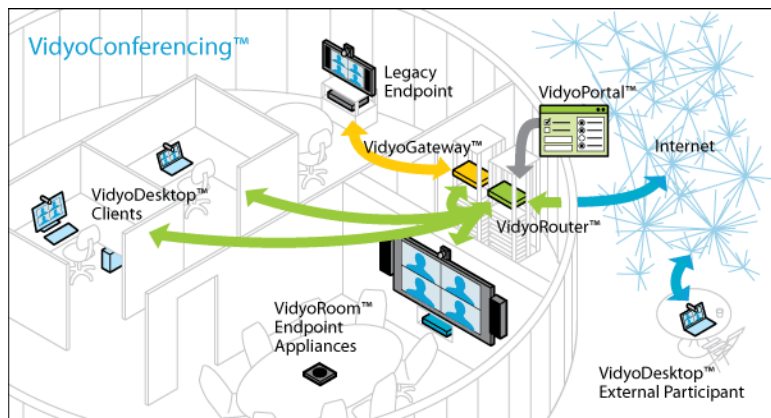 VidyoConferencing™
Legacy
Endpoint
VidyoPortal™
VidyoGateway™
Internet
VidyoDesktop™
Clients
VidyoRouter™
VidyoRoom™
Endpoint
Appliances
VidyoDesktop™
External Participant